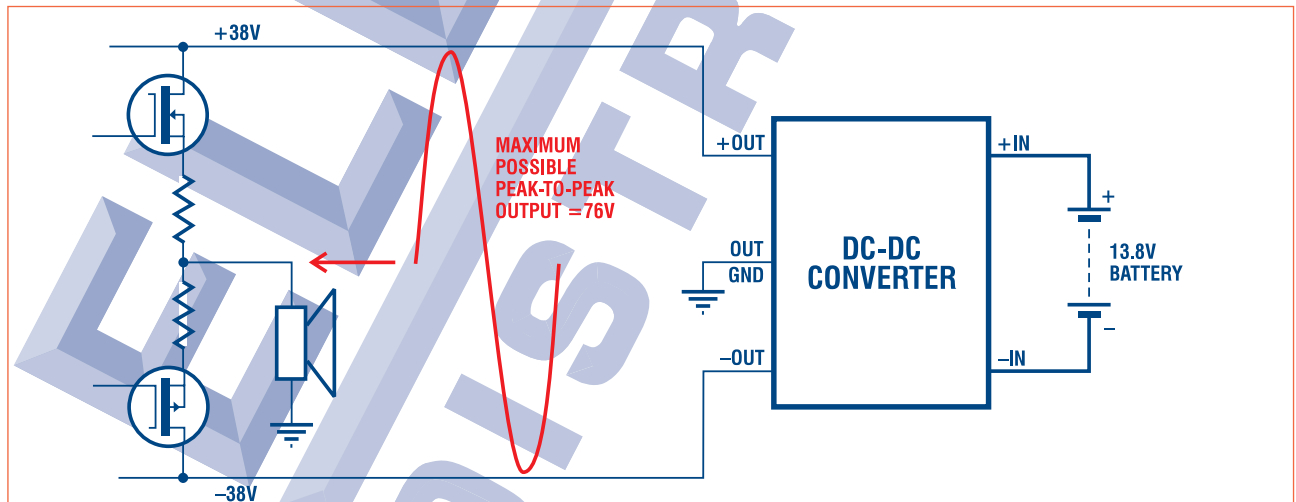 +38V
MAXIMUM
POSSIBLE
PEAK-TO-PEAK
OUTPUT =76V
+OUT
+IN
+
OUT
GND
DC-DC
CONVERTER
13.8V
BATTERY
–OUT
–IN
–
–38V